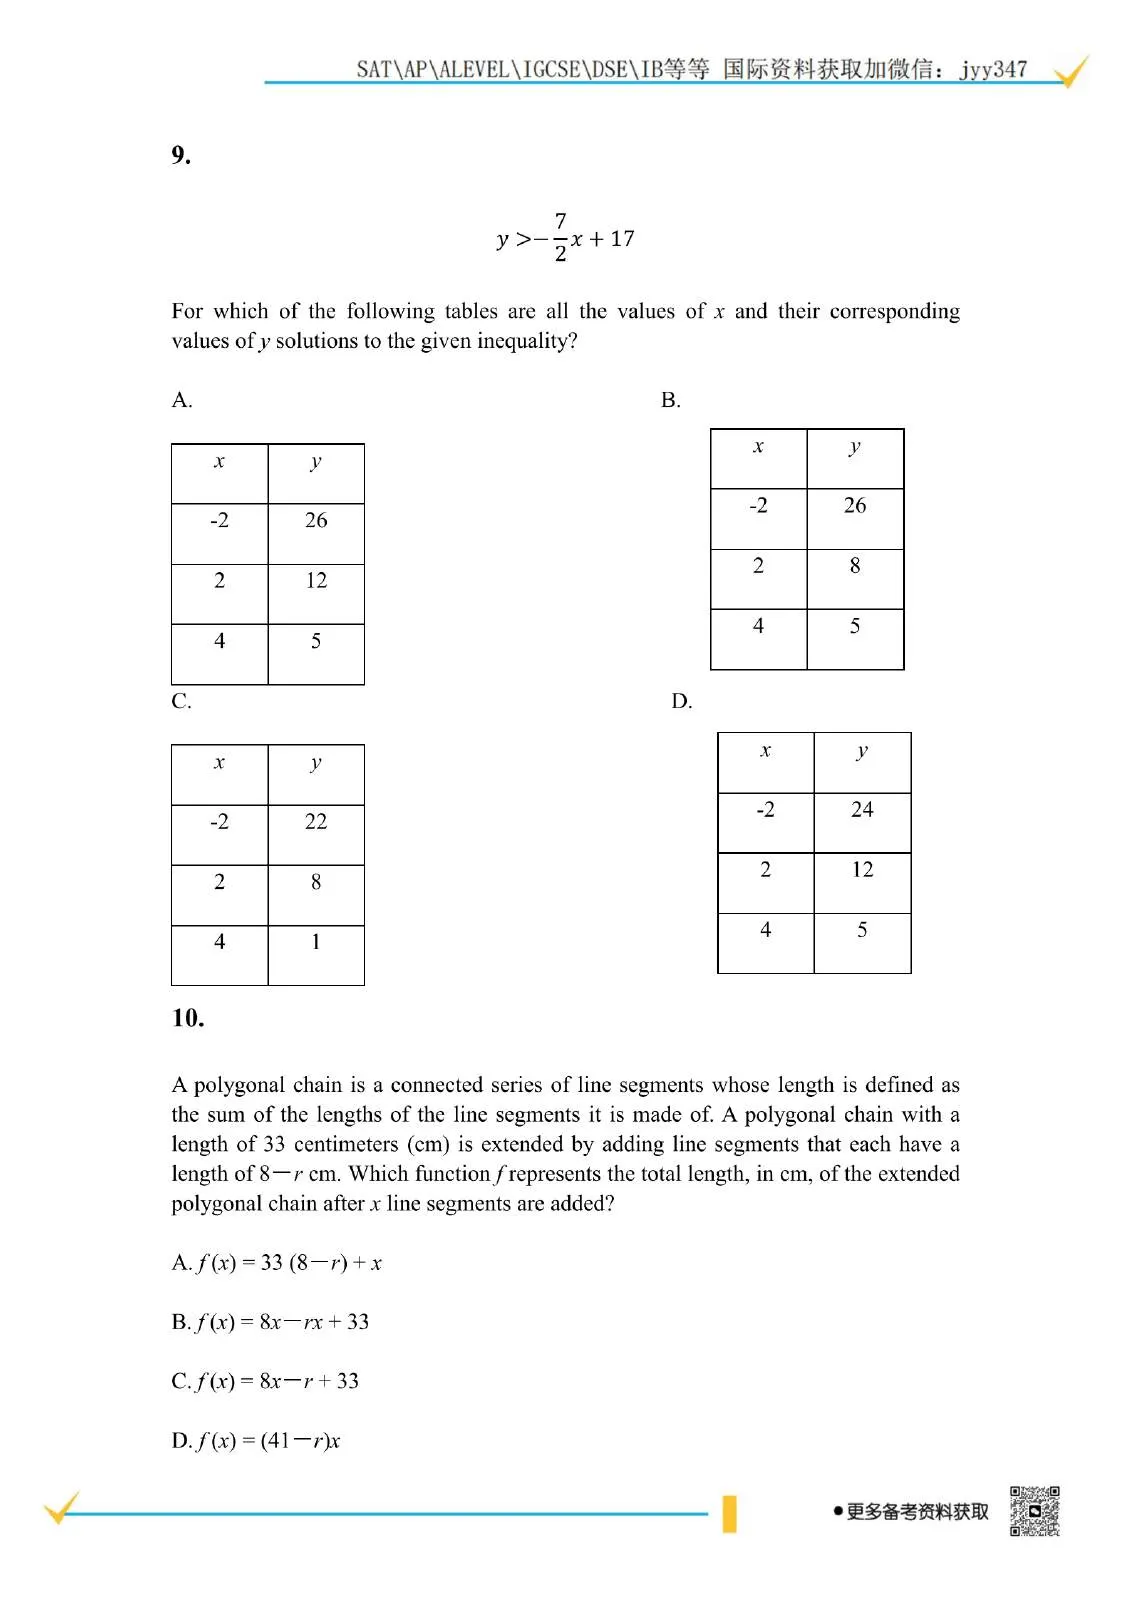 SAT\AP\ALEVEL\IGCSE\DSE\IB等等 国际资料获取加微信：jyy347
9.
y >−7/2x + 17
For which of the following tables are all the values of x and their corresponding
values of y solutions to the given inequality?
A.
B.
x y
-2 26
2 12
4 5
x y
-2 26
2 8
4 5
C.
D.
x y
-2 22
2 8
4 1
x y
-2 24
2 12
4 5
10.
A polygonal chain is a connected series of line segments whose length is defined as
the sum of the lengths of the line segments it is made of. A polygonal chain with a
length of 33 centimeters (cm) is extended by adding line segments that each have a
length of 8－r cm. Which function f represents the total length, in cm, of the extended
polygonal chain after x line segments are added?
A. f (x) = 33 (8－r) + x
B. f (x) = 8x－rx + 33
C. f (x) = 8x－r + 33
D. f (x) = (41－r)x
●更多备考资料获取